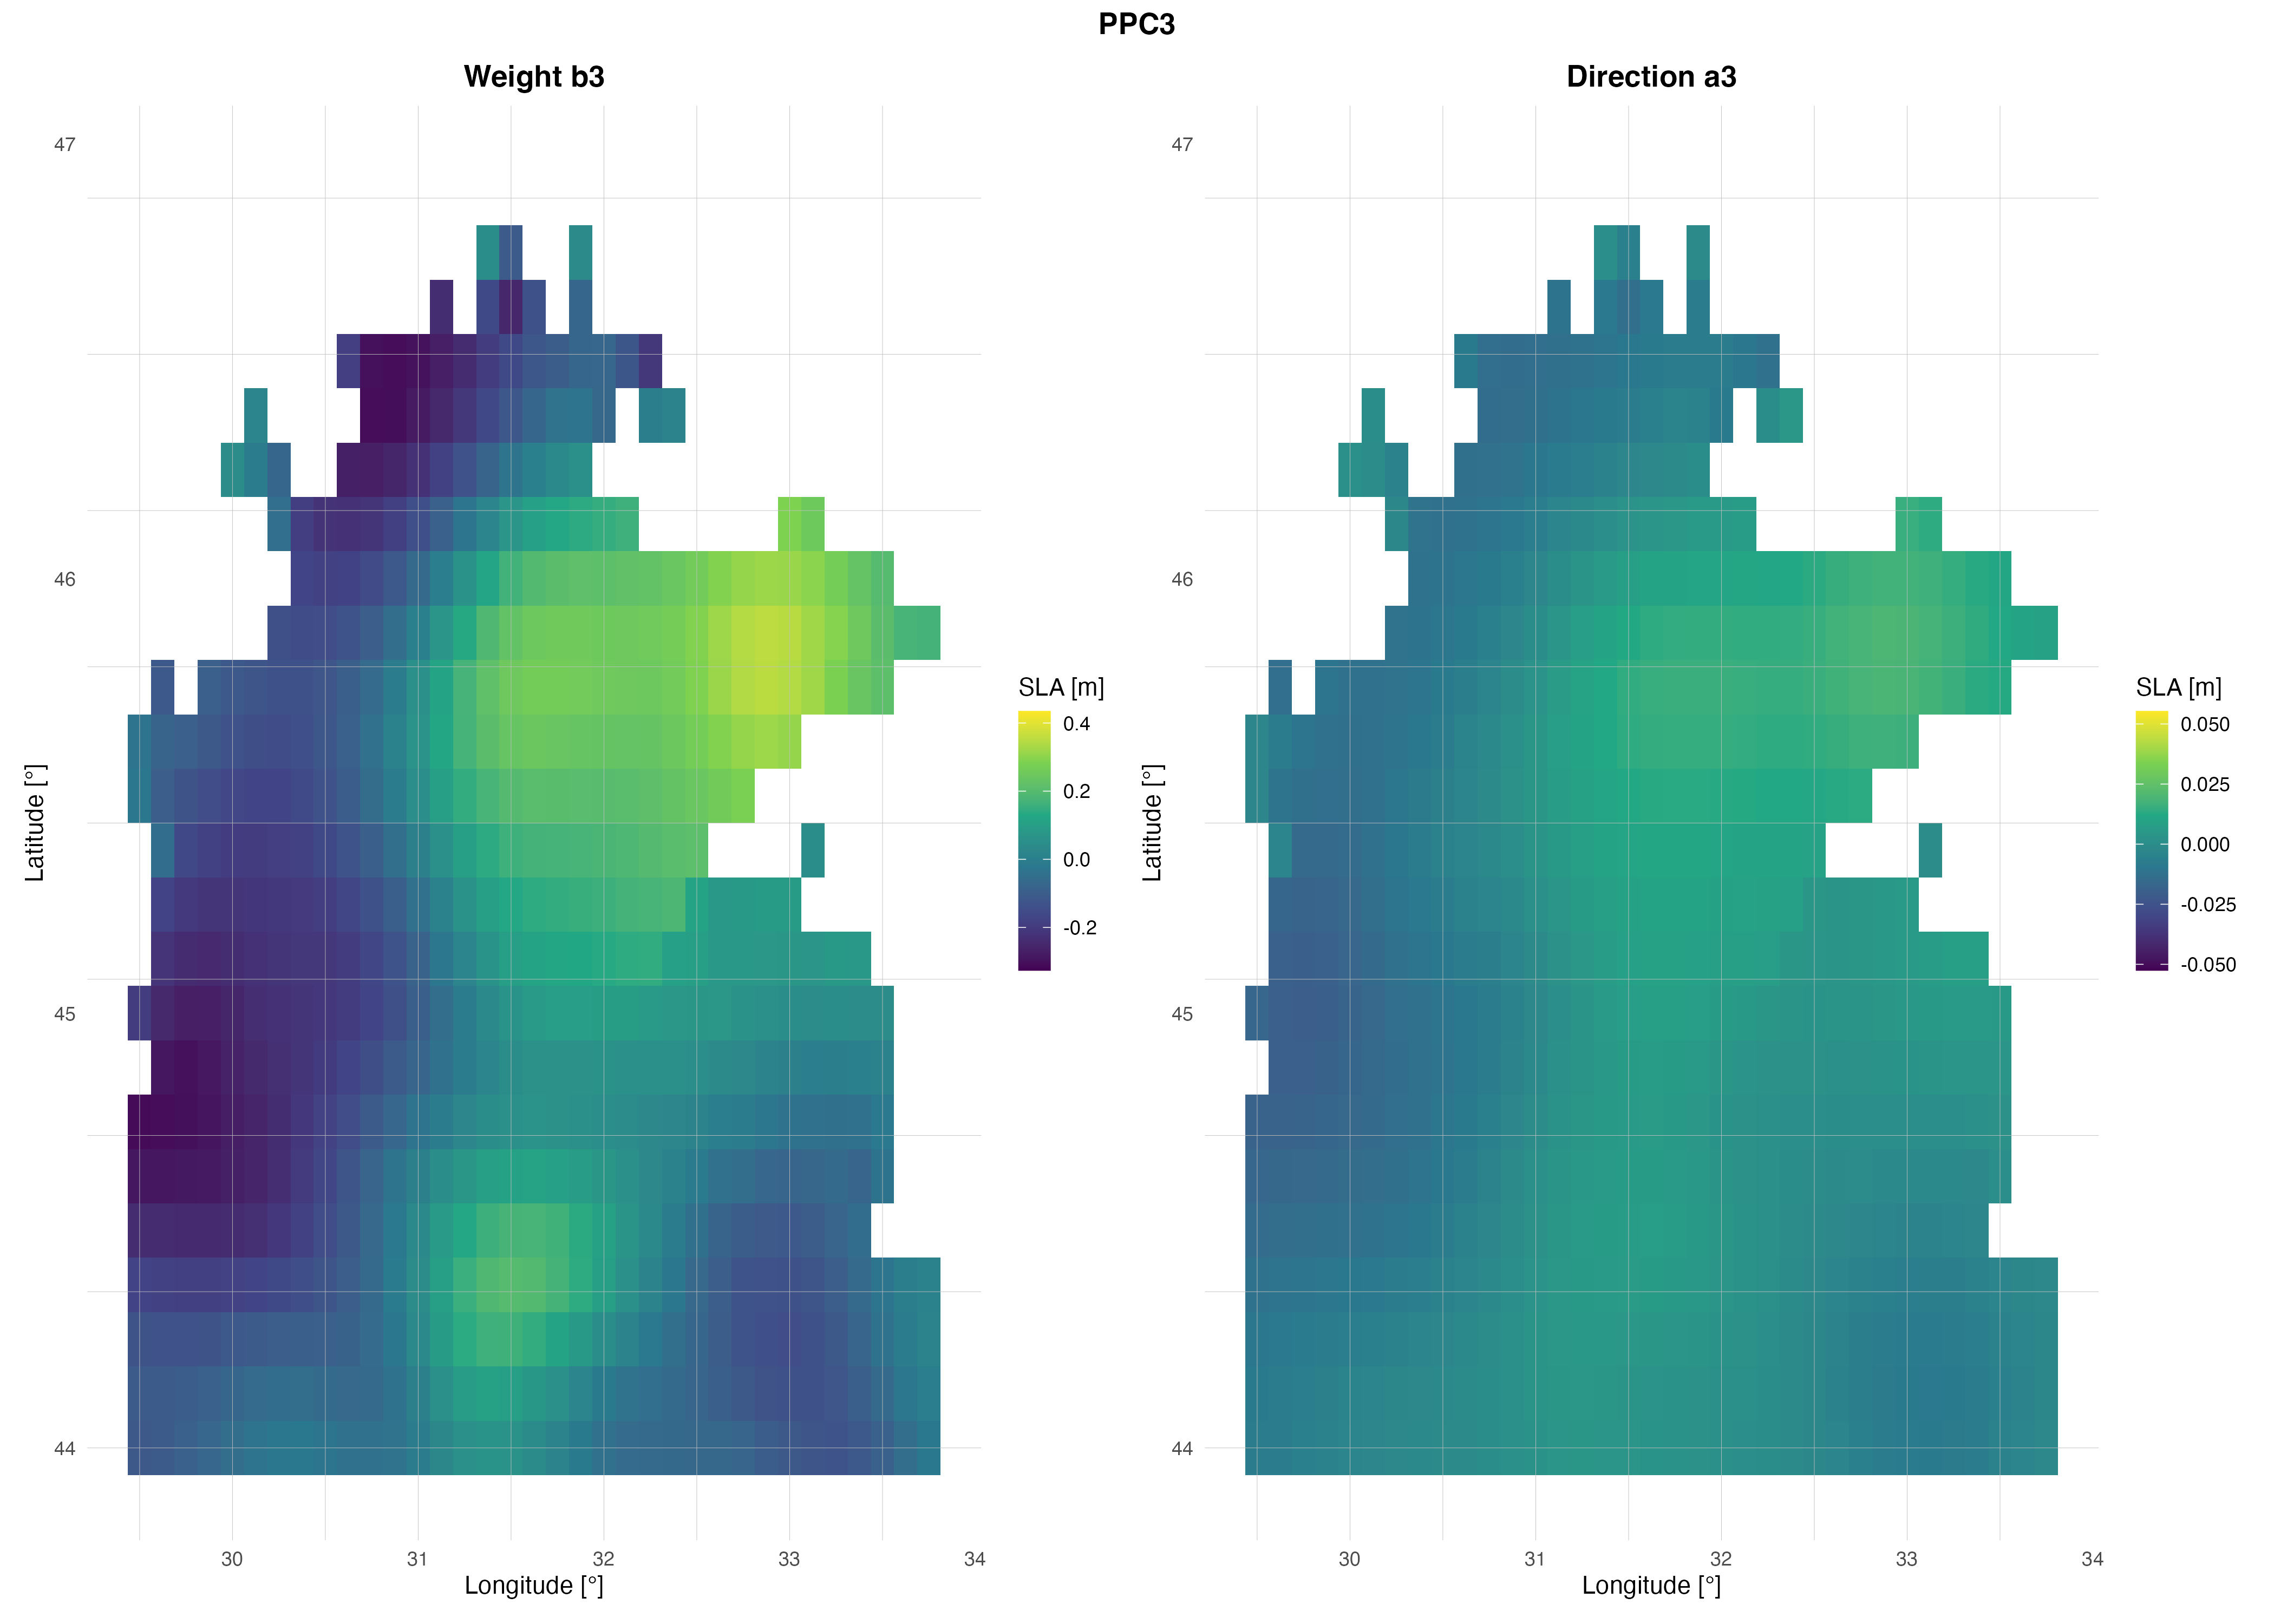 PPC3
Weight b3
47
46
45
44
Latitude [°]
30 31 32 33 34
Longitude [°]
SLA [m]
0.4
0.2
0.0
-0.2
Direction a3
47
46
45
44
Latitude [°]
30 31 32 33 34
Longitude [°]
SLA [m]
0.050
0.025
0.000
-0.025
-0.050